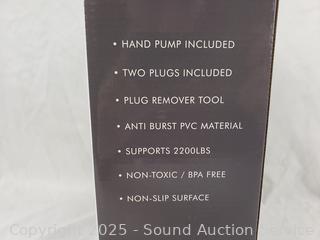 • HAND PUMP INCLUDED
• TWO PLUGS INCLUDED
• PLUG REMOVER TOOL
• ANTI BURST PVC MATERIAL
• SUPPORTS 2200LBS
• NON-TOXIC / BPA FREE
• NON-SLIP SURFACE
Copyright 2025 - Sound Auction Service